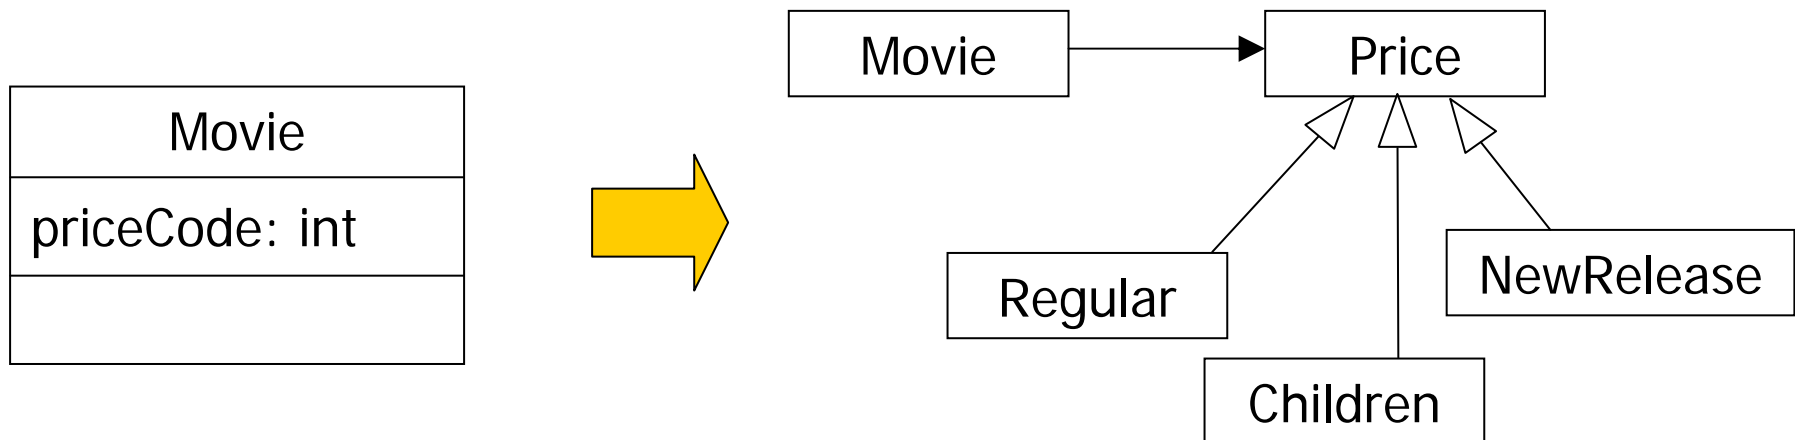 Movie
priceCode: int
Movie
Price
Regular
NewRelease
Children